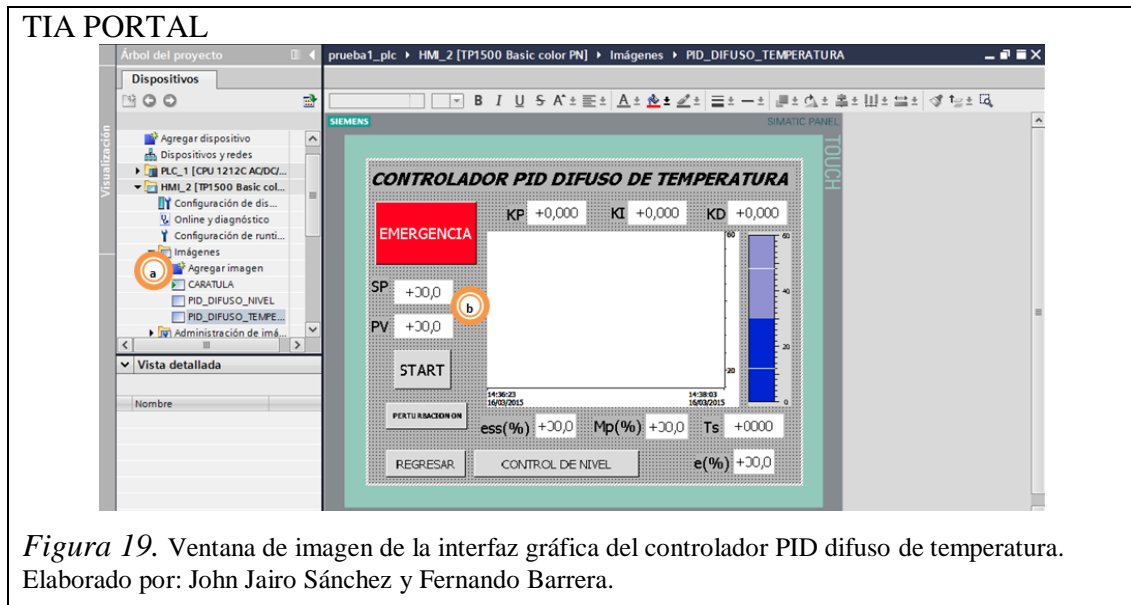 TIA PORTAL
Árbol del proyecto
prueba1_plc ▸ HMI_2 [TP1500 Basic color PN] ▸ Imágenes ▸ PID_DIFUSO_TEMPERATURA
Dispositivos
B I U S A
Visualización
Agregar dispositivo
Dispositivos y redes
PLC_1 [CPU 1212C AC/DC/...
HMI_2 [TP1500 Basic col...
Configuración de dis...
Online y diagnóstico
Configuración de runti...
Imágenes
Agregar imagen
CARATULA
PID_DIFUSO_NIVEL
PID_DIFUSO_TEMPE...
Administración de imá...
a
Vista detallada
Nombre
SIEMENS
SIMATIC PANEL
TOUCH
CONTROLADOR PID DIFUSO DE TEMPERATURA
EMERGENCIA
KP +0,000 KI +0,000 KD +0,000
60 60
SP +00,0
b
40
PV +00,0
20
START
20
14:36:23 14:38:03
16/03/2015 16/03/2015
0
PERTURBACION ON
ess(%) +00,0 Mp(%) +00,0 Ts +0000
REGRESAR CONTROL DE NIVEL e(%) +00,0
Figura 19. Ventana de imagen de la interfaz gráfica del controlador PID difuso de temperatura.
Elaborado por: John Jairo Sánchez y Fernando Barrera.